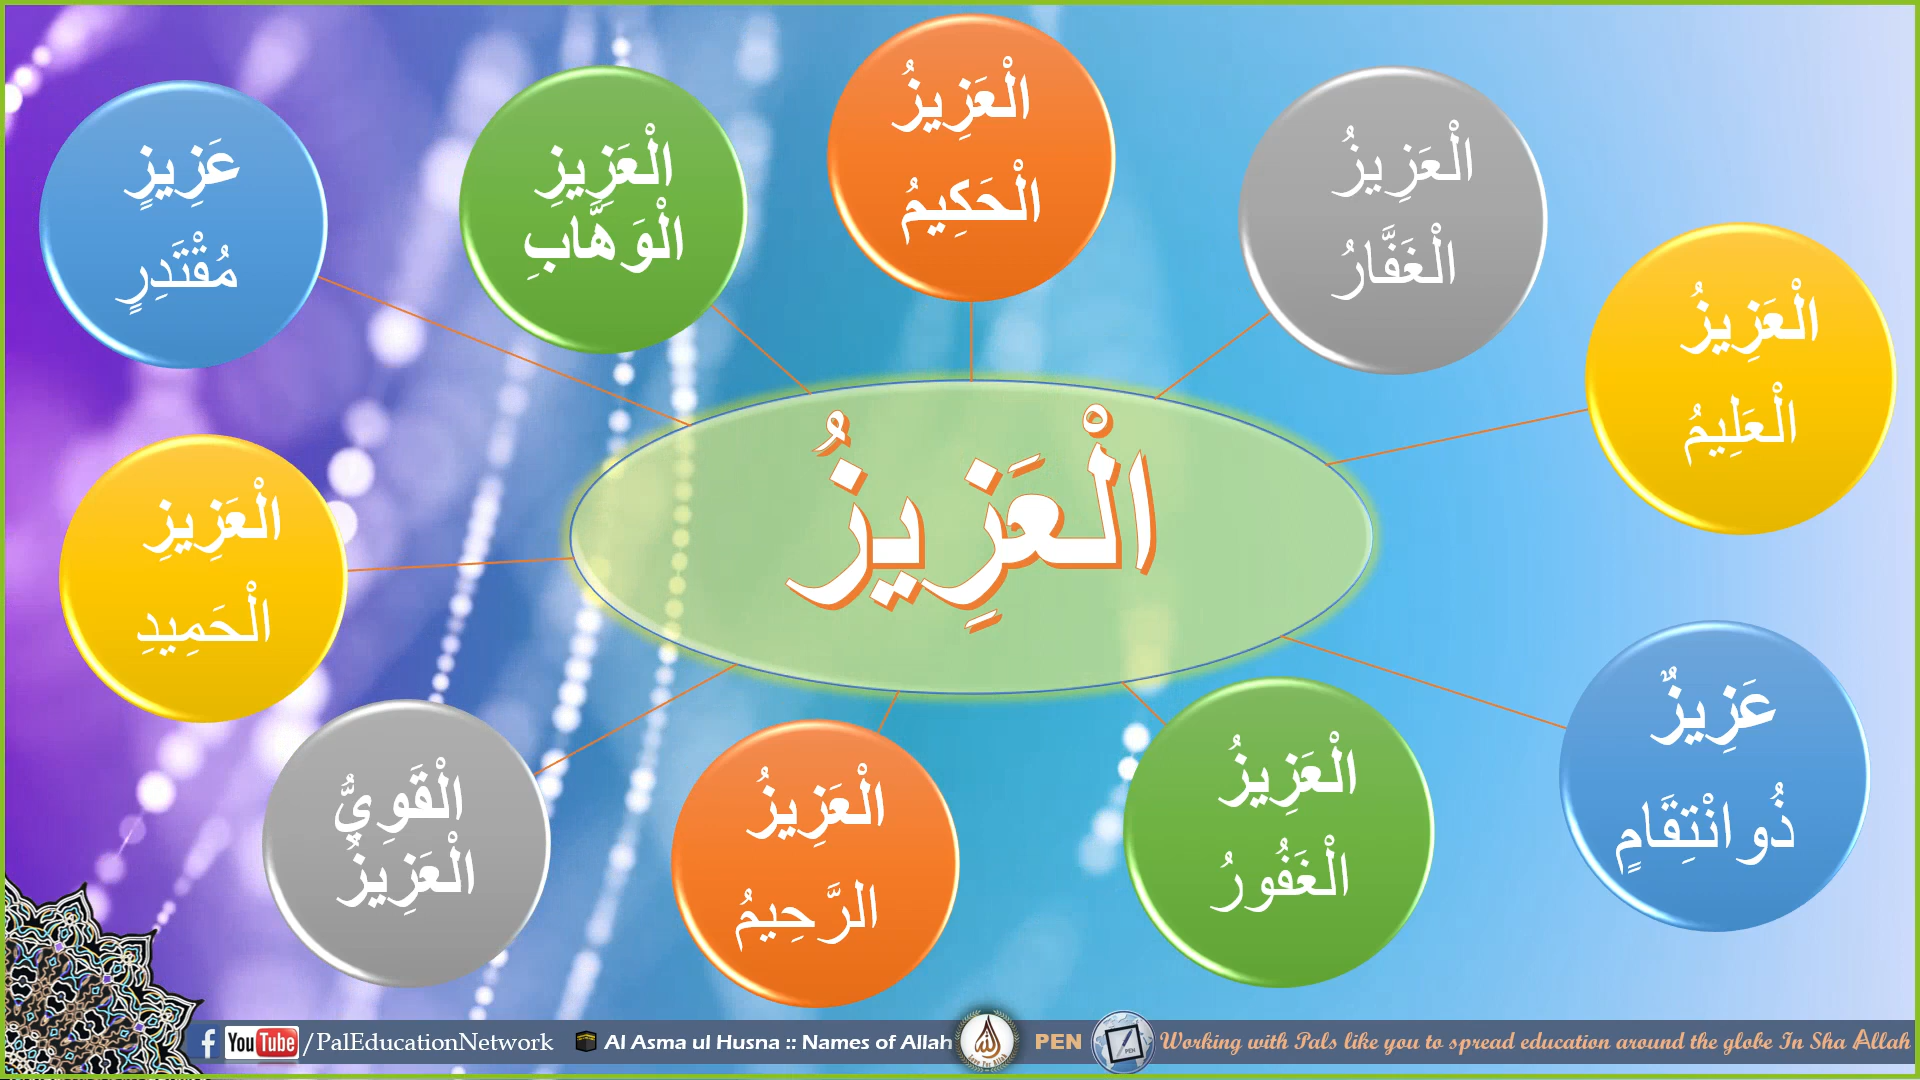 الْعَزِيزُ
الْحَكِيمُ
الْعَزِيزُ
الْغَفَّارُ
الْعَزِيزُ
الْعَلِيمُ
عَزِيزٌ
ذُو انْتِقَامٍ
الْعَزِيزُ
الْغَفُورُ
الْعَزِيزُ
الرَّحِيمُ
الْقَوِيُّ
الْعَزِيزُ
الْعَزِيزِ
الْحَمِيدِ
عَزِيزٍ
مُقْتَدِرٍ
الْعَزِيزِ
الْوَهَّابِ
الْعَزِيزُ
f YouTube /PalEducationNetwork
Al Asma ul Husna :: Names of Allah
PEN
Working with Pals like you to spread education around the globe In Sha Allah